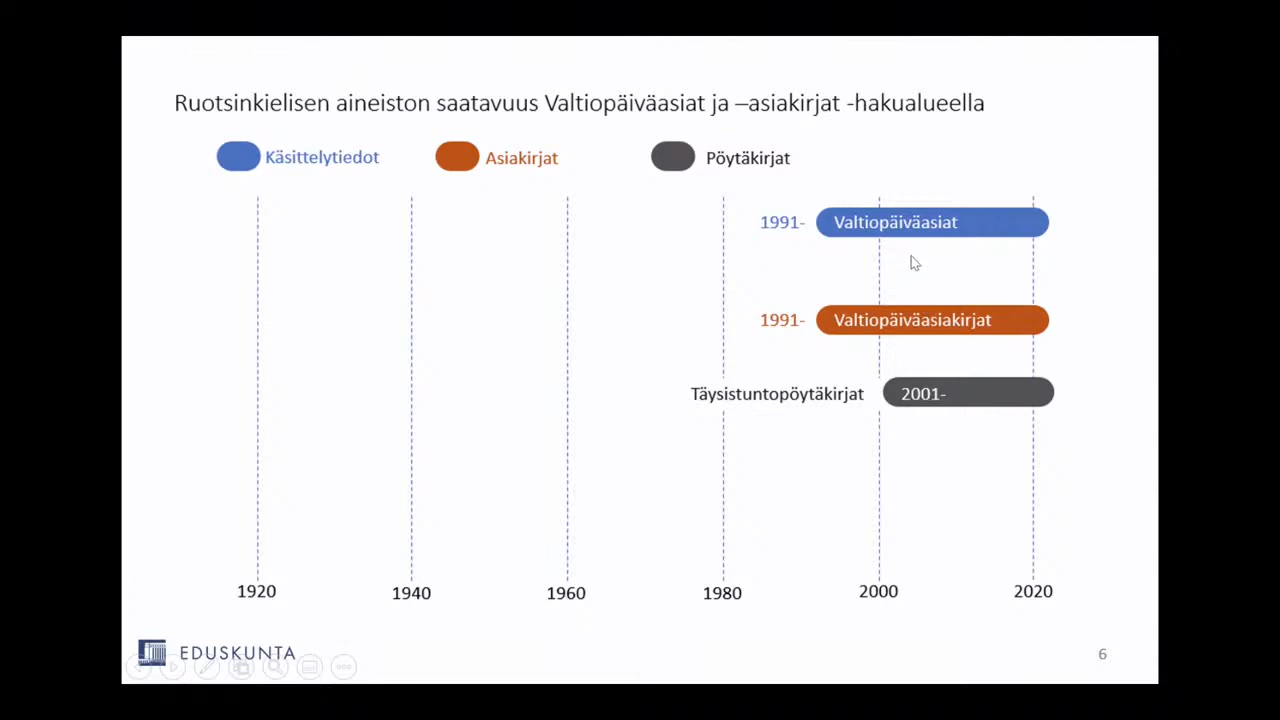 Ruotsinkielisen aineiston saatavuus Valtiopäiväasiat ja –asiakirjat -hakualueella
Käsittelytiedot
Asiakirjat
Pöytäkirjat
1991-
Valtiopäiväasiat
1991-
Valtiopäiväasiakirjat
Täysistuntopöytäkirjat
2001-
1920
1940
1960
1980
2000
2020
EDUSKUNTA
6